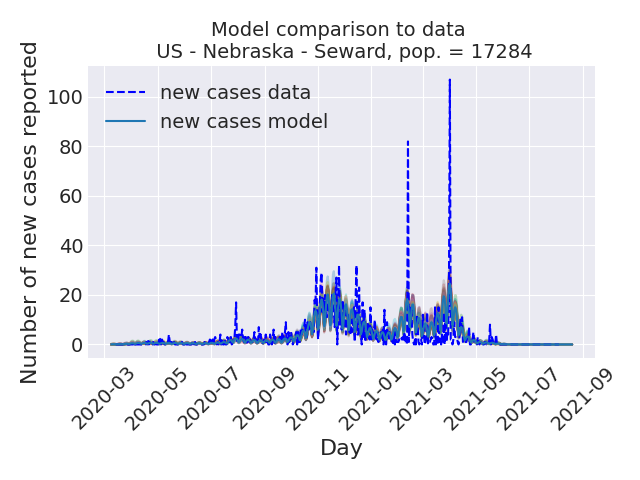 Model comparison to data
US - Nebraska - Seward, pop. = 17284
Number of new cases reported
new cases data
new cases model
100
80
60
40
20
0
2020-03
2020-05
2020-07
2020-09
2020-11
2021-01
2021-03
2021-05
2021-07
2021-09
Day